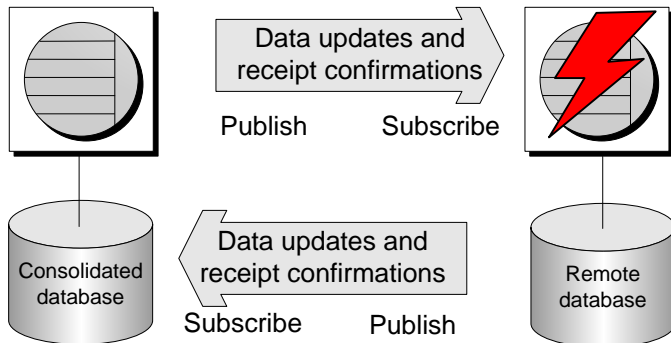 Data updates and
receipt confirmations
Publish
Subscribe
Data updates and
receipt confirmations
Subscribe
Publish
Consolidated
database
Remote
database